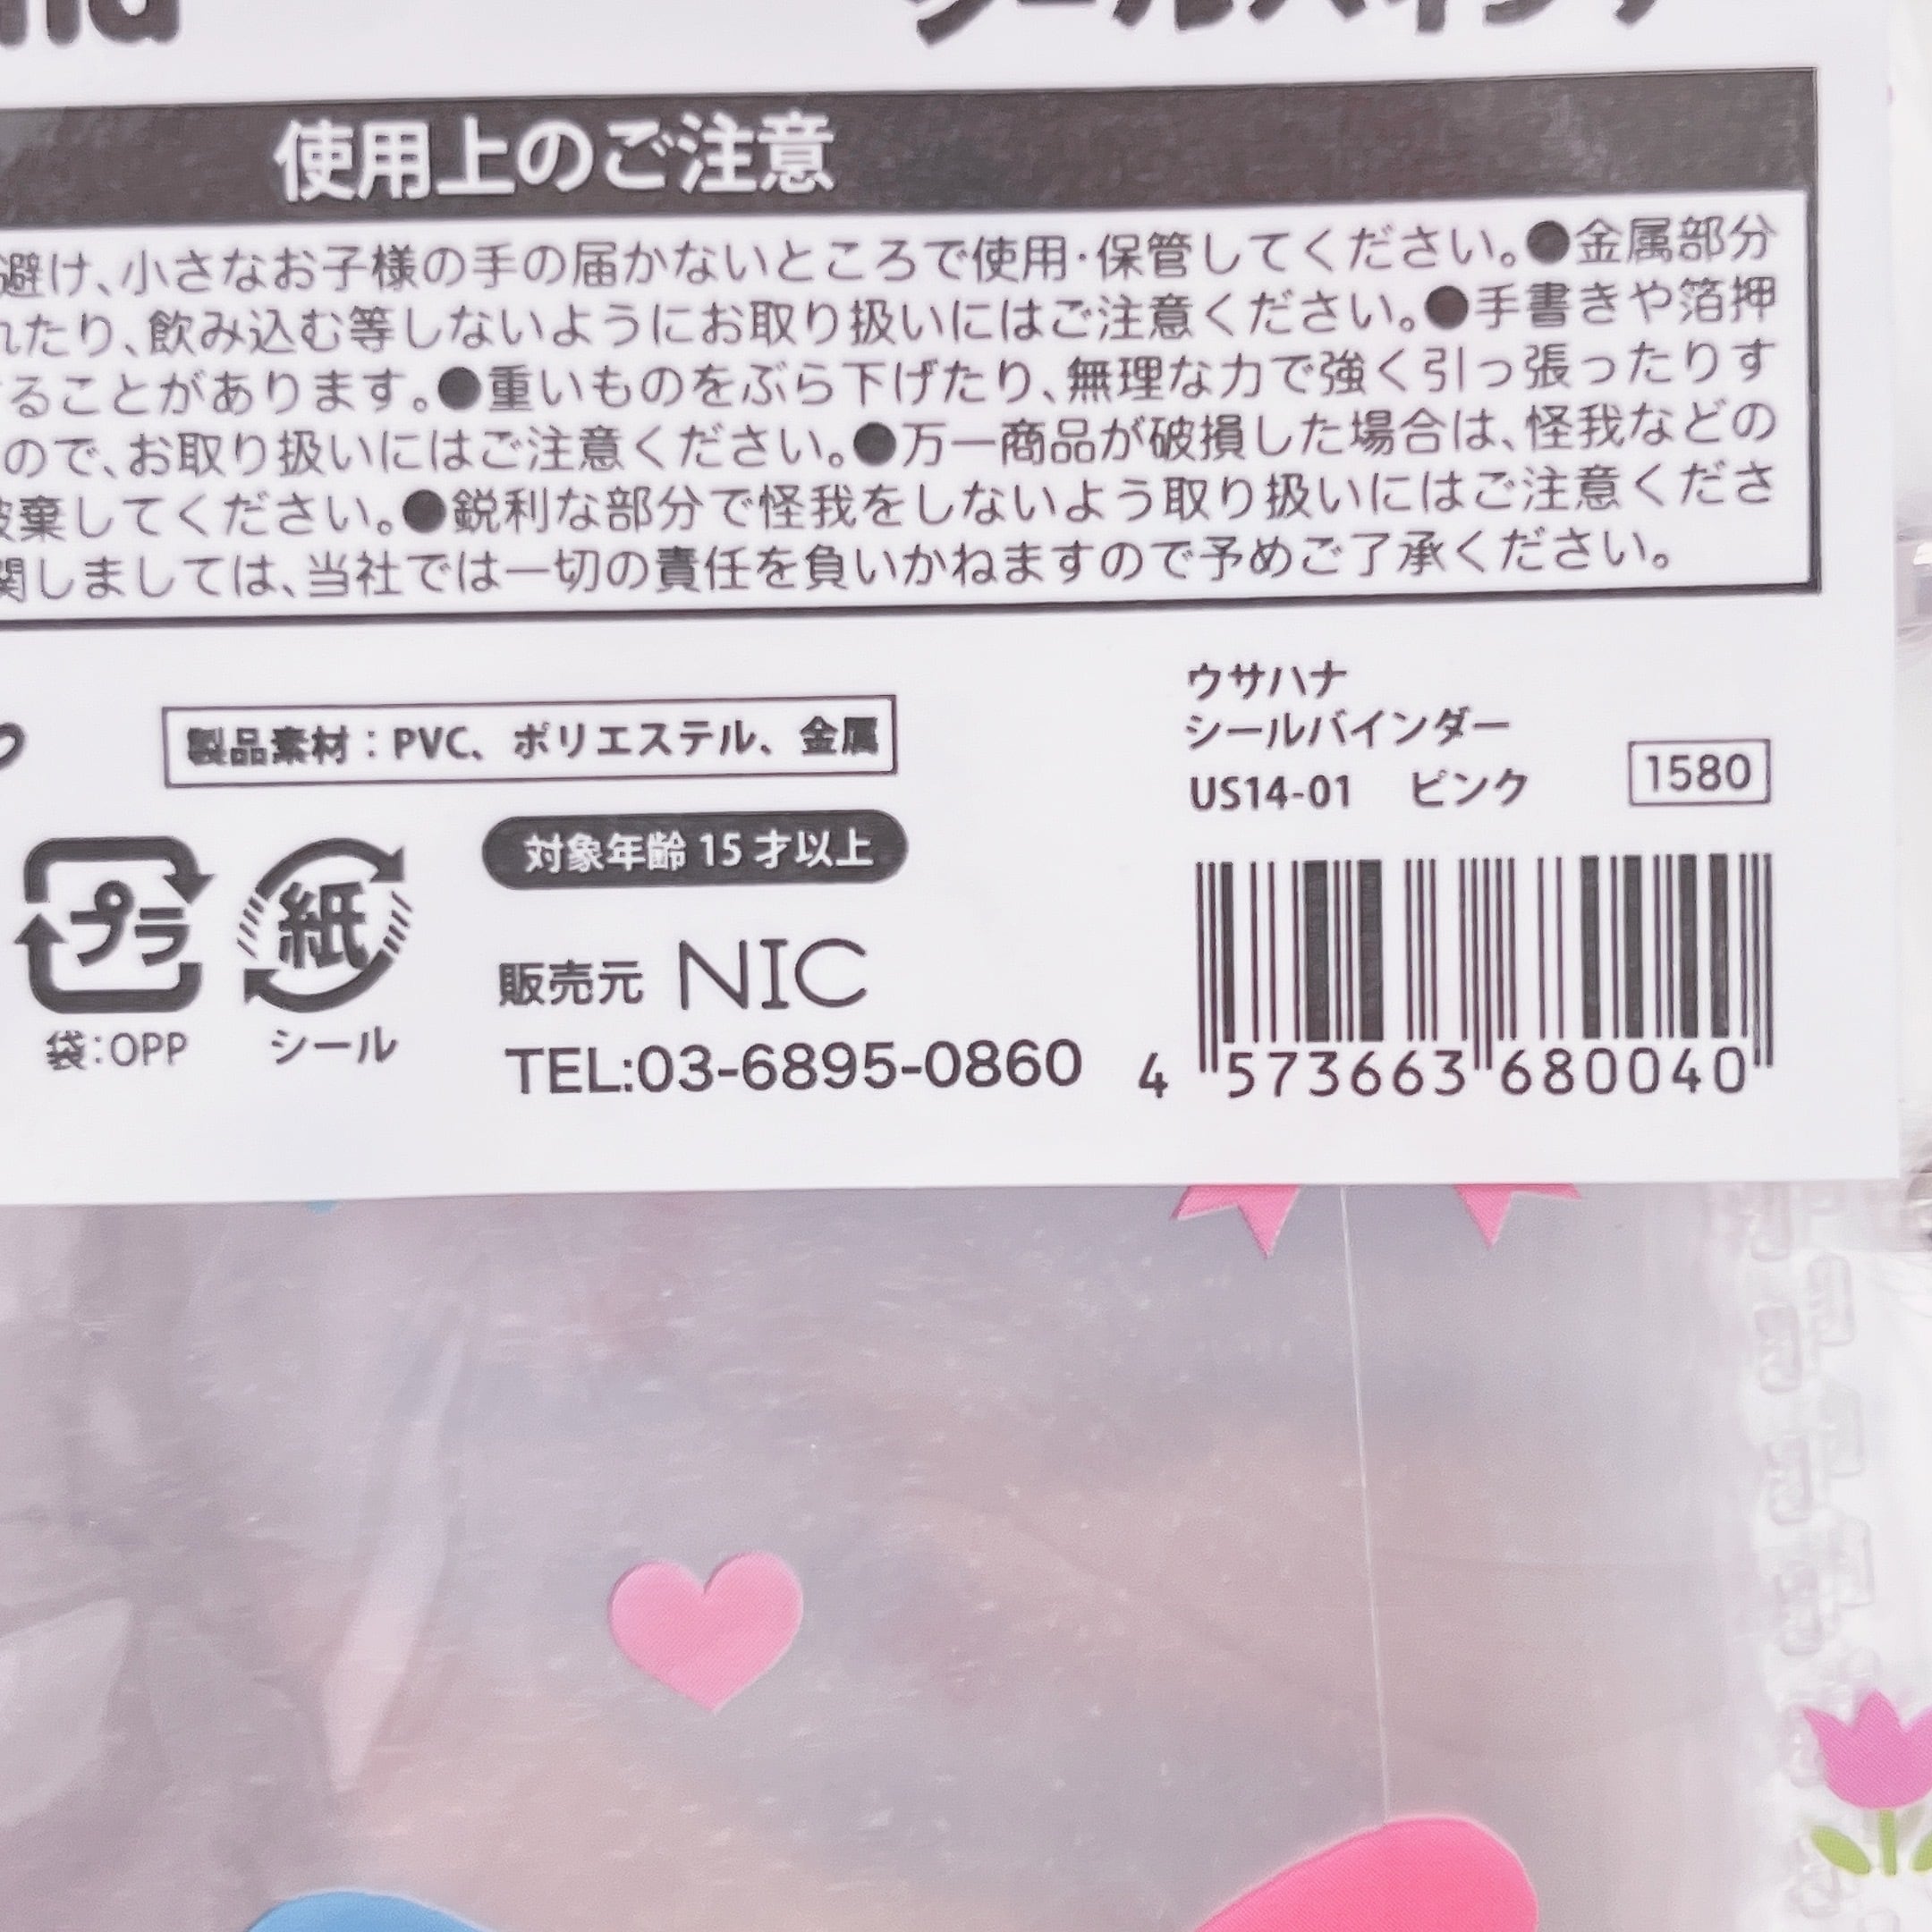 シールバインダー
使用上のご注意
避け、小さなお子様の手の届かないところで使用・保管してください。●金属部分
れたり、飲み込む等しないようにお取り扱いにはご注意ください。●手書きや箔押
ることがあります。●重いものをぶら下げたり、無理な力で強く引っ張ったりす
ので、お取り扱いにはご注意ください。●万一商品が破損した場合は、怪我などの
棄してください。●鋭利な部分で怪我をしないよう取り扱いにはご注意くださ
関しましては、当社では一切の責任を負いかねますので予めご了承ください。
製品素材：PVC、ポリエステル、金属
ウサハナ
シールバインダー
US14-01 ピンク
1580
対象年齢 15 才以上
プラ
袋：OPP
紙
シール
販売元 NIC
TEL:03-6895-0860
4 573663 680040